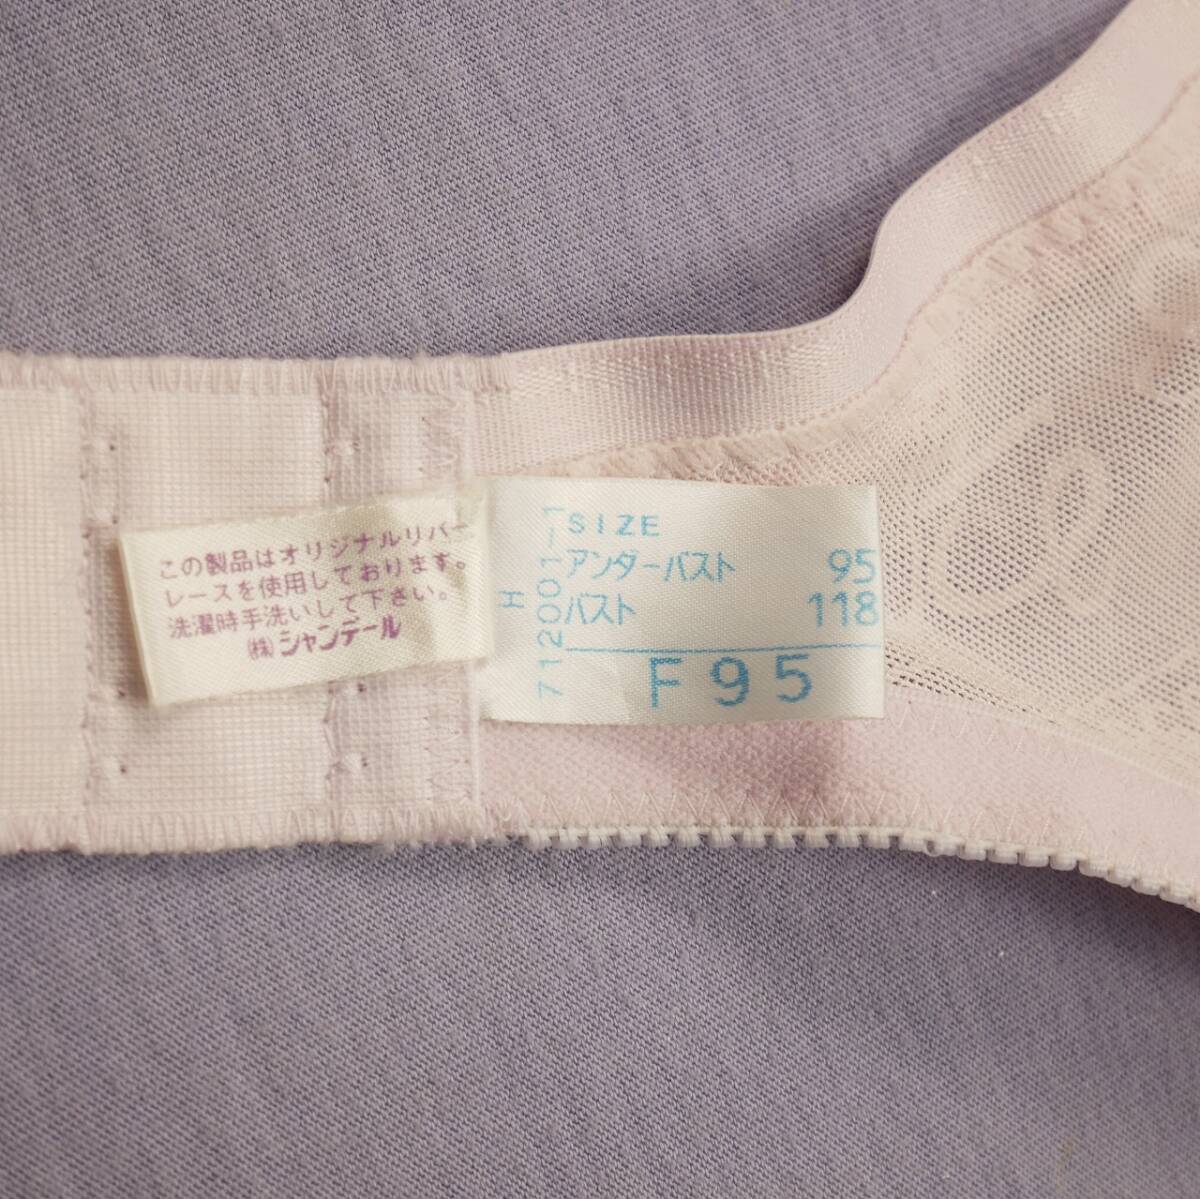 この製品はオリジナルリバー
レースを使用しております。
洗濯時手洗いして下さい。
㈱シャンデール
H 712001-1
SIZE
アンダーバスト 95
バスト 118
F95